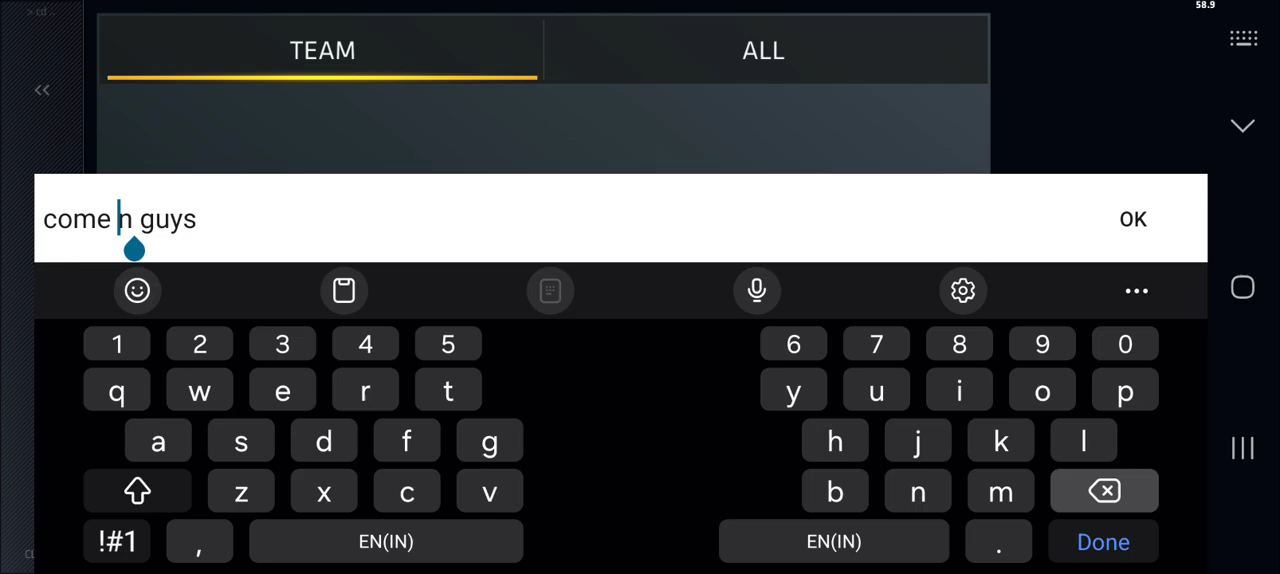 > cd ..
58.9
TEAM ALL
come n guys
OK
1 2 3 4 5 6 7 8 9 0
q w e r t y u i o p
a s d f g h j k l
z x c v b n m
!#1 , EN(IN) EN(IN) . Done